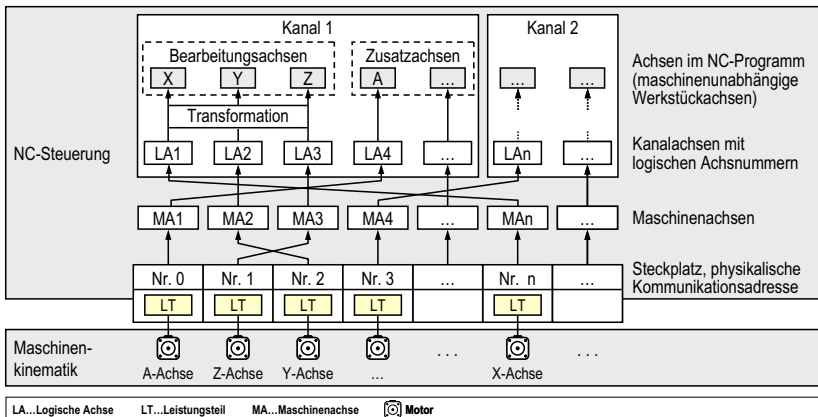 Kanal 1 Kanal 2
Bearbeitungsachsen Zusatzachsen
X Y Z A ... ... ...
Achsen im NC-Programm
(maschinenunabhängige
Werkstückachsen)
Transformation
NC-Steuerung
LA1 LA2 LA3 LA4 ... LAn ...
Kanalachsen mit
logischen Achsnummern
MA1 MA2 MA3 MA4 ... MAn ...
Maschinenachsen
Nr. 0 Nr. 1 Nr. 2 Nr. 3 ... Nr. n ...
Steckplatz, physikalische
Kommunikationsadresse
LT LT LT LT LT
Maschinen-
kinematik
A-Achse Z-Achse Y-Achse ... . . . X-Achse . . .
LA...Logische Achse LT...Leistungsteil MA...Maschinenachse Motor